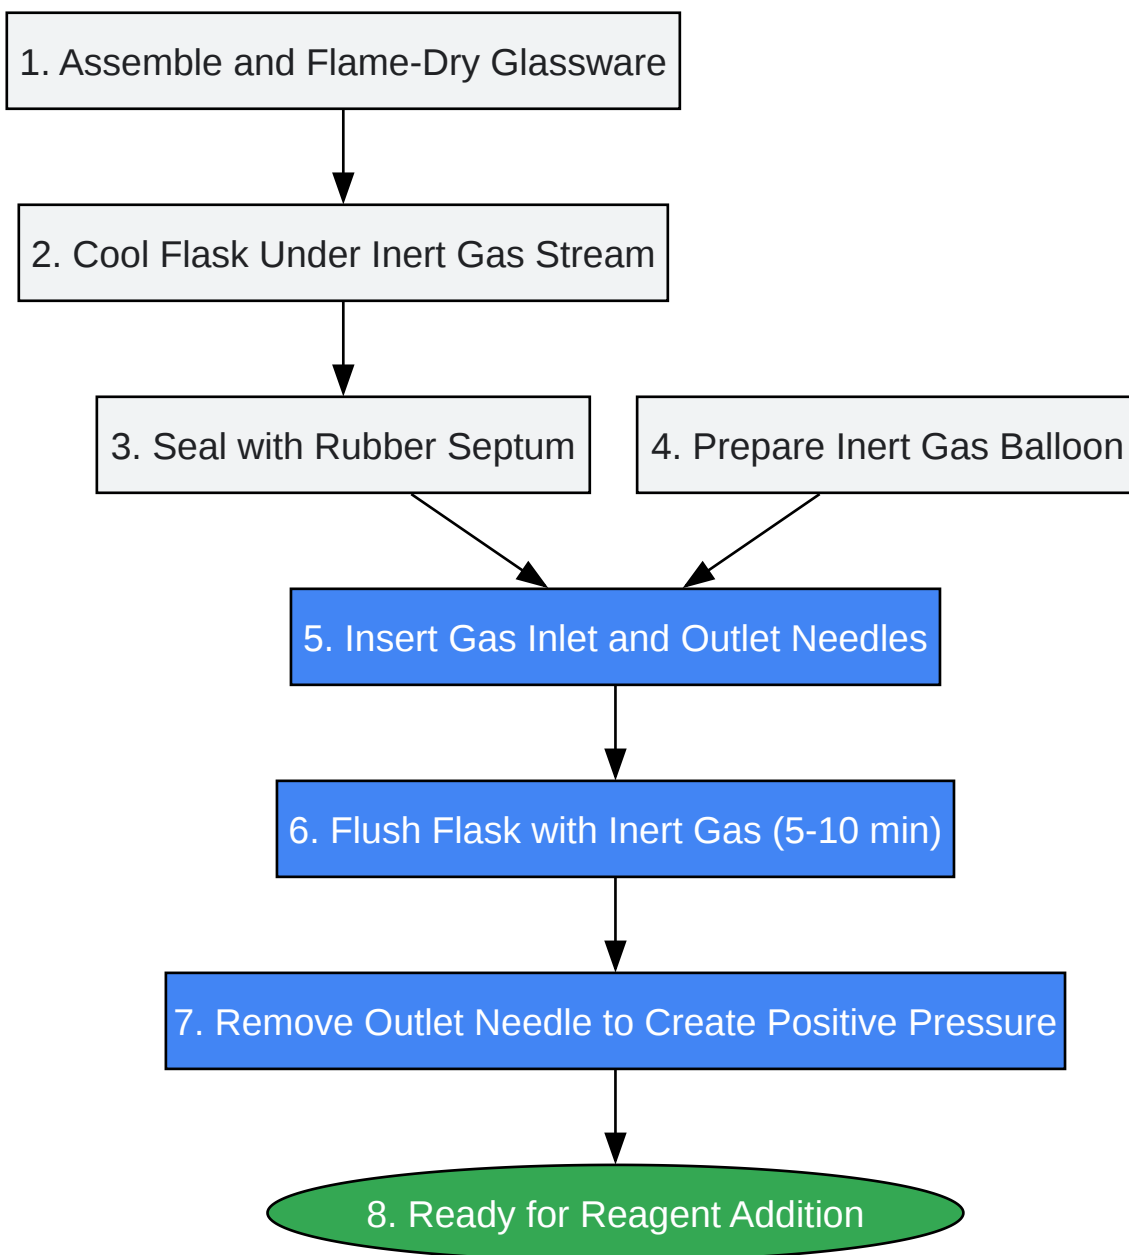 1. Assemble and Flame-Dry Glassware
2. Cool Flask Under Inert Gas Stream
3. Seal with Rubber Septum
4. Prepare Inert Gas Balloon
5. Insert Gas Inlet and Outlet Needles
6. Flush Flask with Inert Gas (5-10 min)
7. Remove Outlet Needle to Create Positive Pressure
8. Ready for Reagent Addition